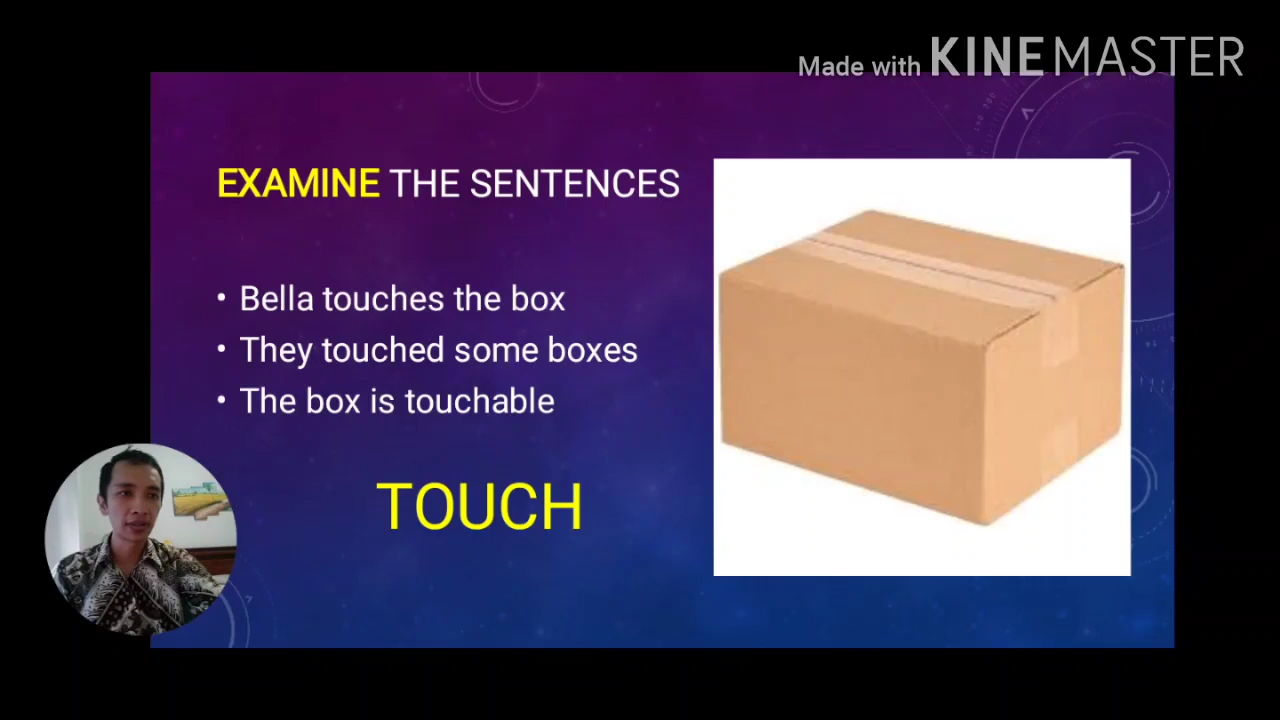 Made with KINEMASTER
EXAMINE THE SENTENCES
• Bella touches the box
• They touched some boxes
• The box is touchable
TOUCH